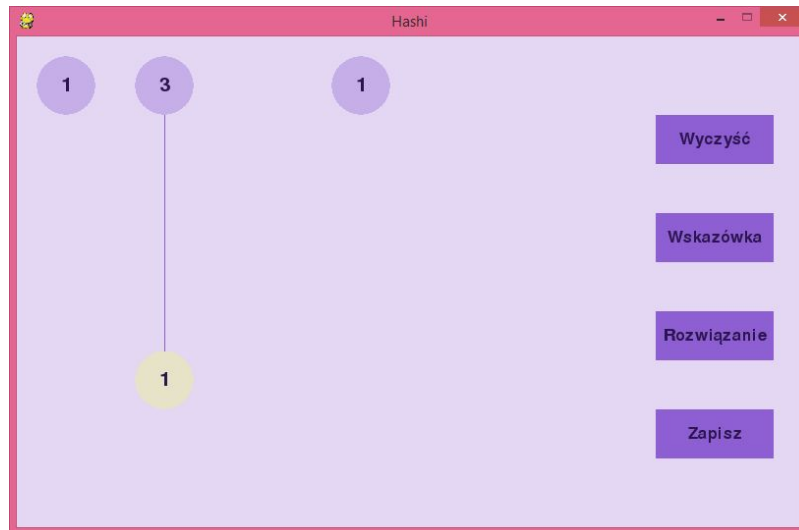 Hashi
1 3 1
Wyczyść
Wskazówka
Rozwiązanie
1
Zapisz